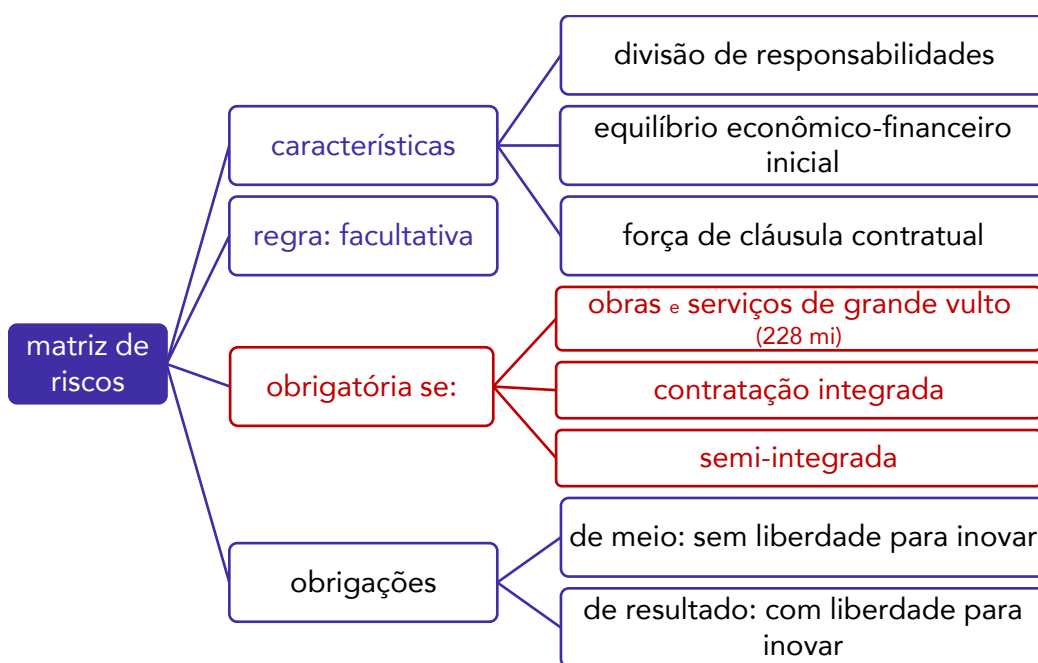 matriz de
riscos
características
divisão de responsabilidades
equilíbrio econômico-financeiro
inicial
força de cláusula contratual
regra: facultativa
obrigatória se:
obras e serviços de grande vulto
(228 mi)
contratação integrada
semi-integrada
obrigações
de meio: sem liberdade para inovar
de resultado: com liberdade para
inovar